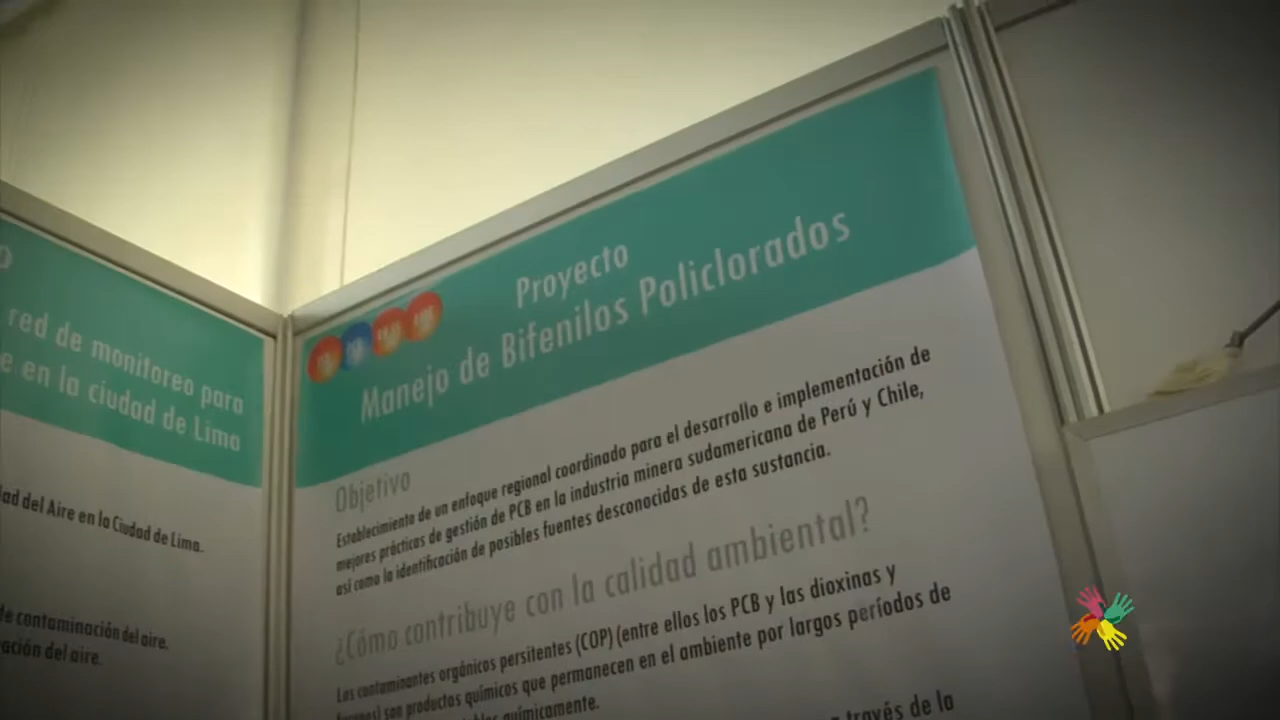 red de monitoreo para
e en la ciudad de Lima
dad del Aire en la Ciudad de Lima.
de contaminación del aire.
ación del aire.
Proyecto
Manejo de Bifenilos Policlorados
Objetivo
Establecimiento de un enfoque regional coordinado para el desarrollo e implementación de
mejores prácticas de gestión de PCB en la industria minera sudamericana de Perú y Chile,
así como la identificación de posibles fuentes desconocidas de esta sustancia.
¿Cómo contribuye con la calidad ambiental?
Los contaminantes orgánicos persitentes (COP) (entre ellos los PCB y las dioxinas y
son productos químicos que permanecen en el ambiente por largos períodos de
químicamente.
través de la